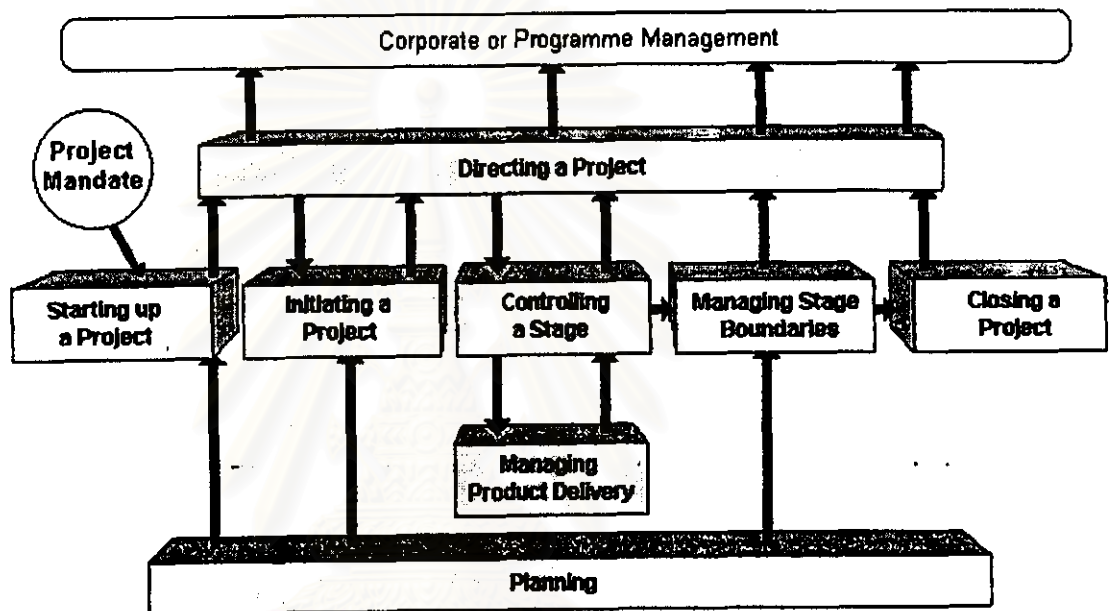 Corporate or Programme Management
Project
Mandate
Directing a Project
Starting up
a Project
Initiating a
Project
Controlling
a Stage
Managing Stage
Boundaries
Closing a
Project
Managing
Product Delivery
Planning